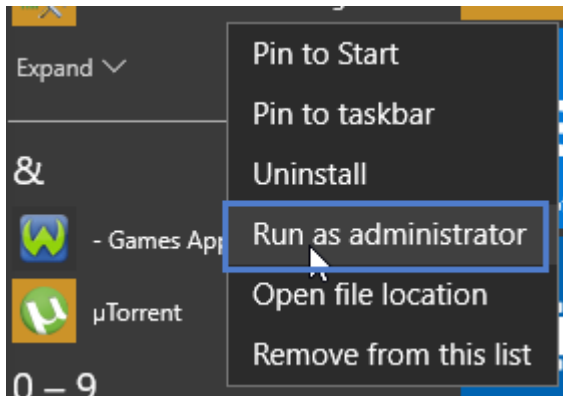 Expand
Pin to Start
Pin to taskbar
&
Uninstall
- Games App
Run as administrator
µTorrent
Open file location
Remove from this list
0 – 9